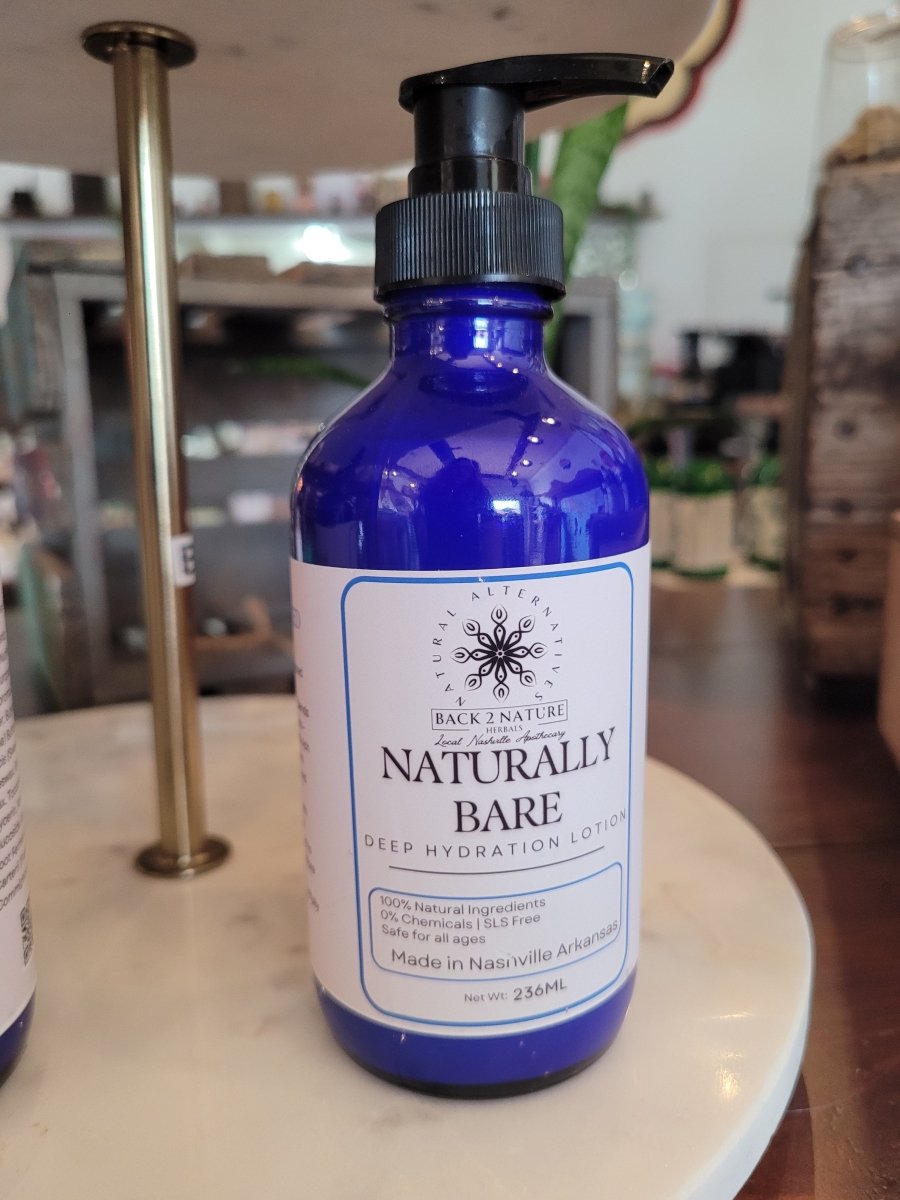 NATURAL ALTERNATIVES
BACK 2 NATURE
HERBALS
Local Nashville Apothecary
NATURALLY
BARE
DEEP HYDRATION LOTION
100% Natural Ingredients
0% Chemicals | SLS Free
Safe for all ages
Made in Nashville Arkansas
Net Wt: 236ML